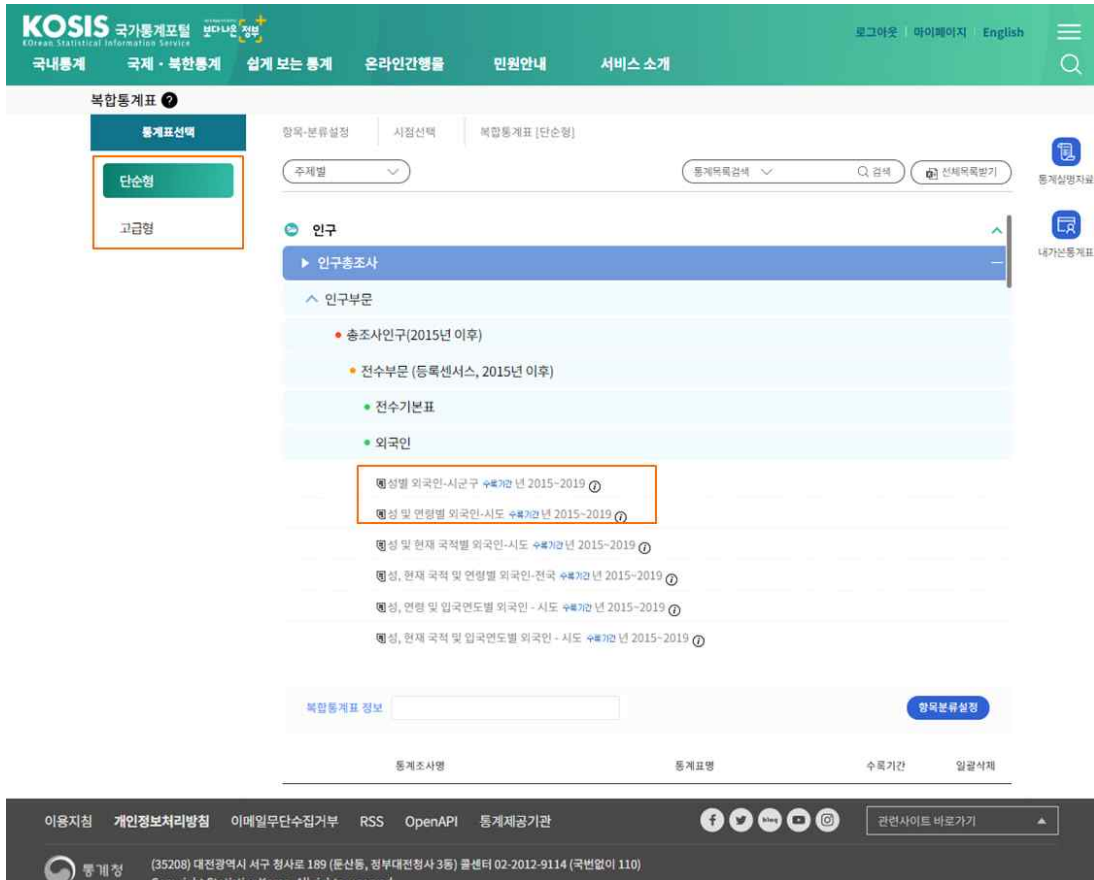 KOSIS 국가통계포털 보다나은 정부
KOrean Statistical Information Service
로그아웃 마이페이지 English
국내통계 국제·북한통계 쉽게 보는 통계 온라인간행물 민원안내 서비스 소개
복합통계표 ?
통계표선택 항목-분류설정 시점선택 복합통계표 [단순형]
단순형
고급형
주제별 통계목록검색 검색 전체목록받기
통계설명자료
내가본통계표
인구
인구총조사
인구부문
총조사인구(2015년 이후)
전수부문 (등록센서스, 2015년 이후)
전수기본표
외국인
성별 외국인-시군구 수록기간 년 2015~2019
성 및 연령별 외국인-시도 수록기간 년 2015~2019
성 및 현재 국적별 외국인-시도 수록기간 년 2015~2019
성, 현재 국적 및 연령별 외국인-전국 수록기간 년 2015~2019
성, 연령 및 입국연도별 외국인 - 시도 수록기간 년 2015~2019
성, 현재 국적 및 입국연도별 외국인 - 시도 수록기간 년 2015~2019
복합통계표 정보 항목분류설정
통계조사명 통계표명 수록기간 일괄삭제
이용지침 개인정보처리방침 이메일무단수집거부 RSS OpenAPI 통계제공기관 blog 관련사이트 바로가기
통계청 (35208) 대전광역시 서구 청사로 189 (둔산동, 정부대전청사 3동) 콜센터 02-2012-9114 (국번없이 110)